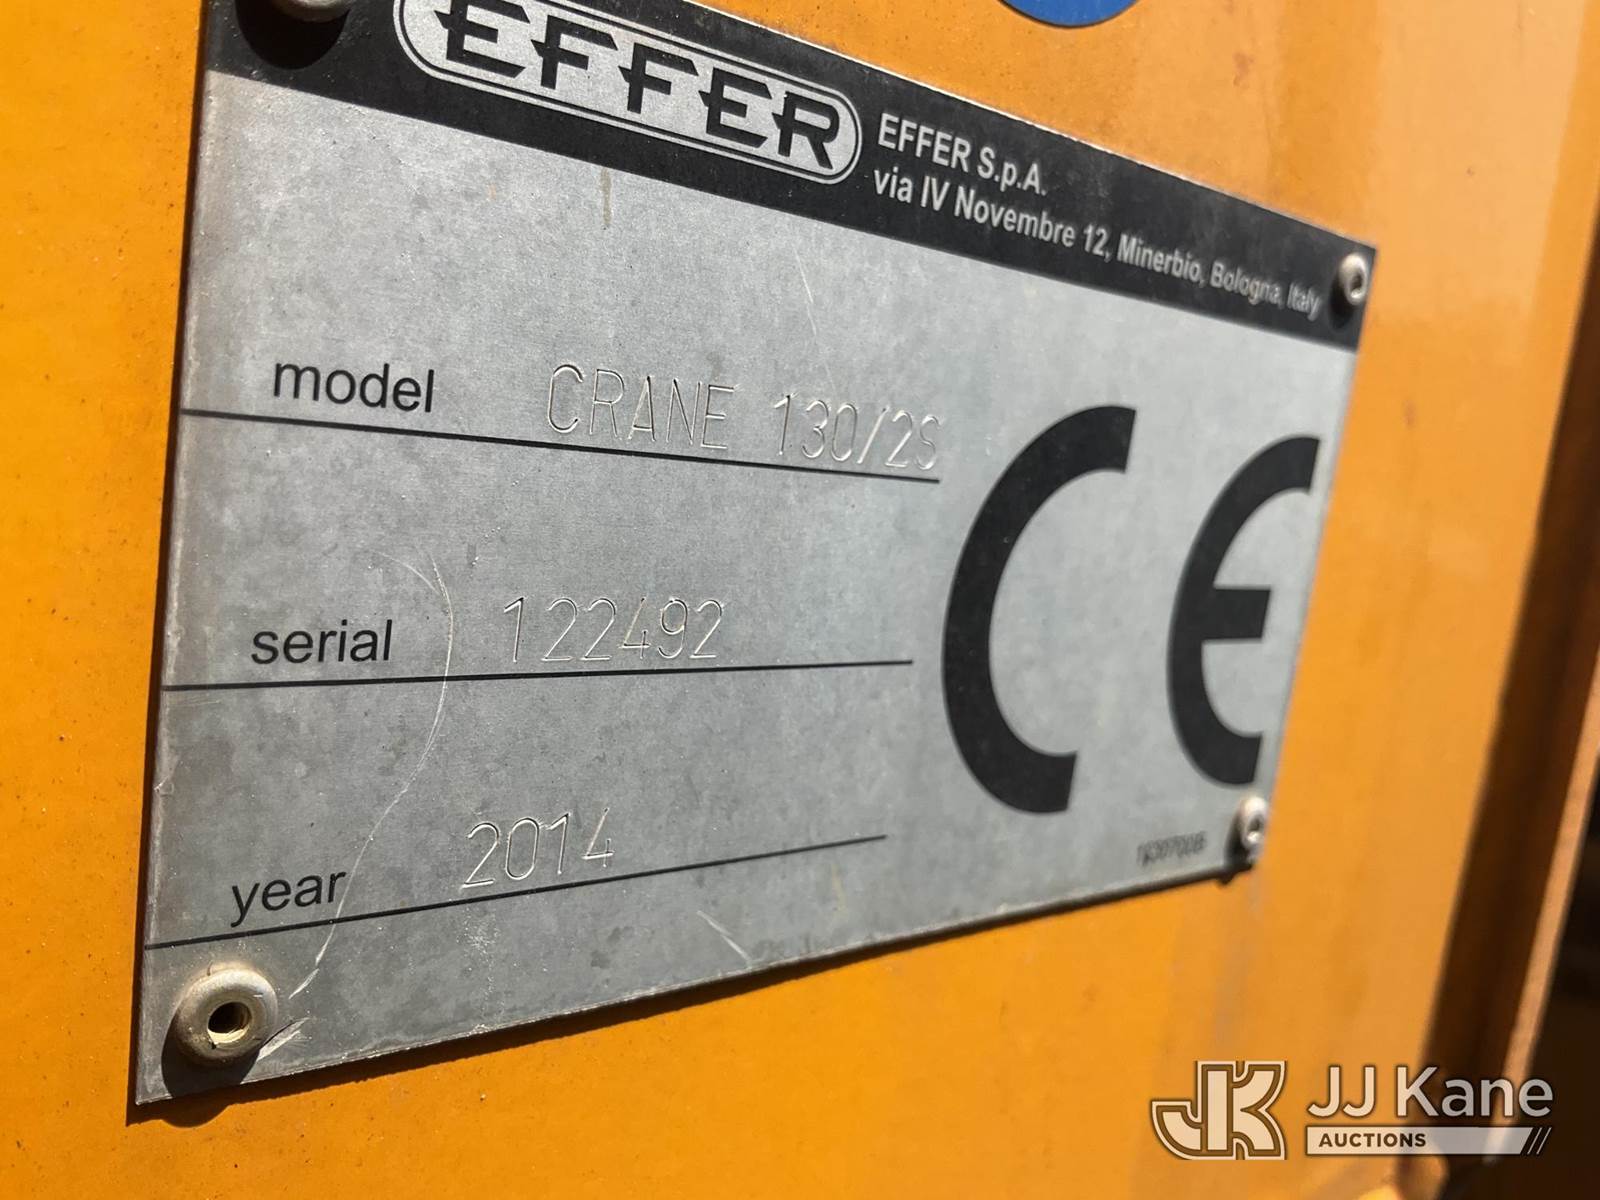 EFFER
EFFER S.p.A.
via IV Novembre 12, Minerbio, Bologna, Italy
model CRANE 130/2S
serial 122492
year 2014
CE
JK JJ Kane
AUCTIONS